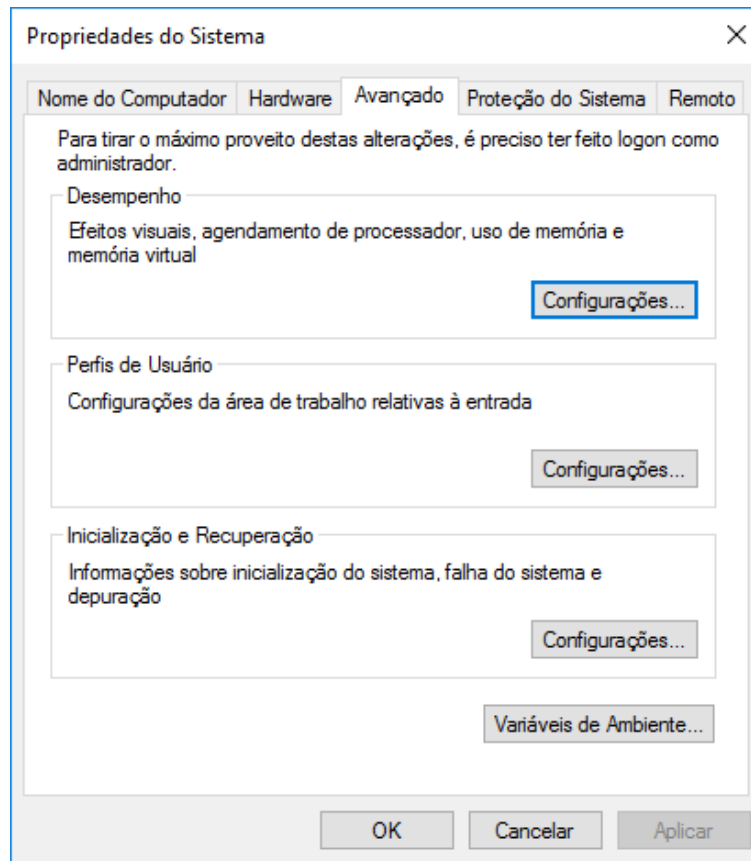 Propriedades do Sistema
Nome do Computador Hardware Avançado Proteção do Sistema Remoto
Para tirar o máximo proveito destas alterações, é preciso ter feito logon como
administrador.
Desempenho
Efeitos visuais, agendamento de processador, uso de memória e
memória virtual
Configurações...
Perfis de Usuário
Configurações da área de trabalho relativas à entrada
Configurações...
Inicialização e Recuperação
Informações sobre inicialização do sistema, falha do sistema e
depuração
Configurações...
Variáveis de Ambiente...
OK Cancelar Aplicar